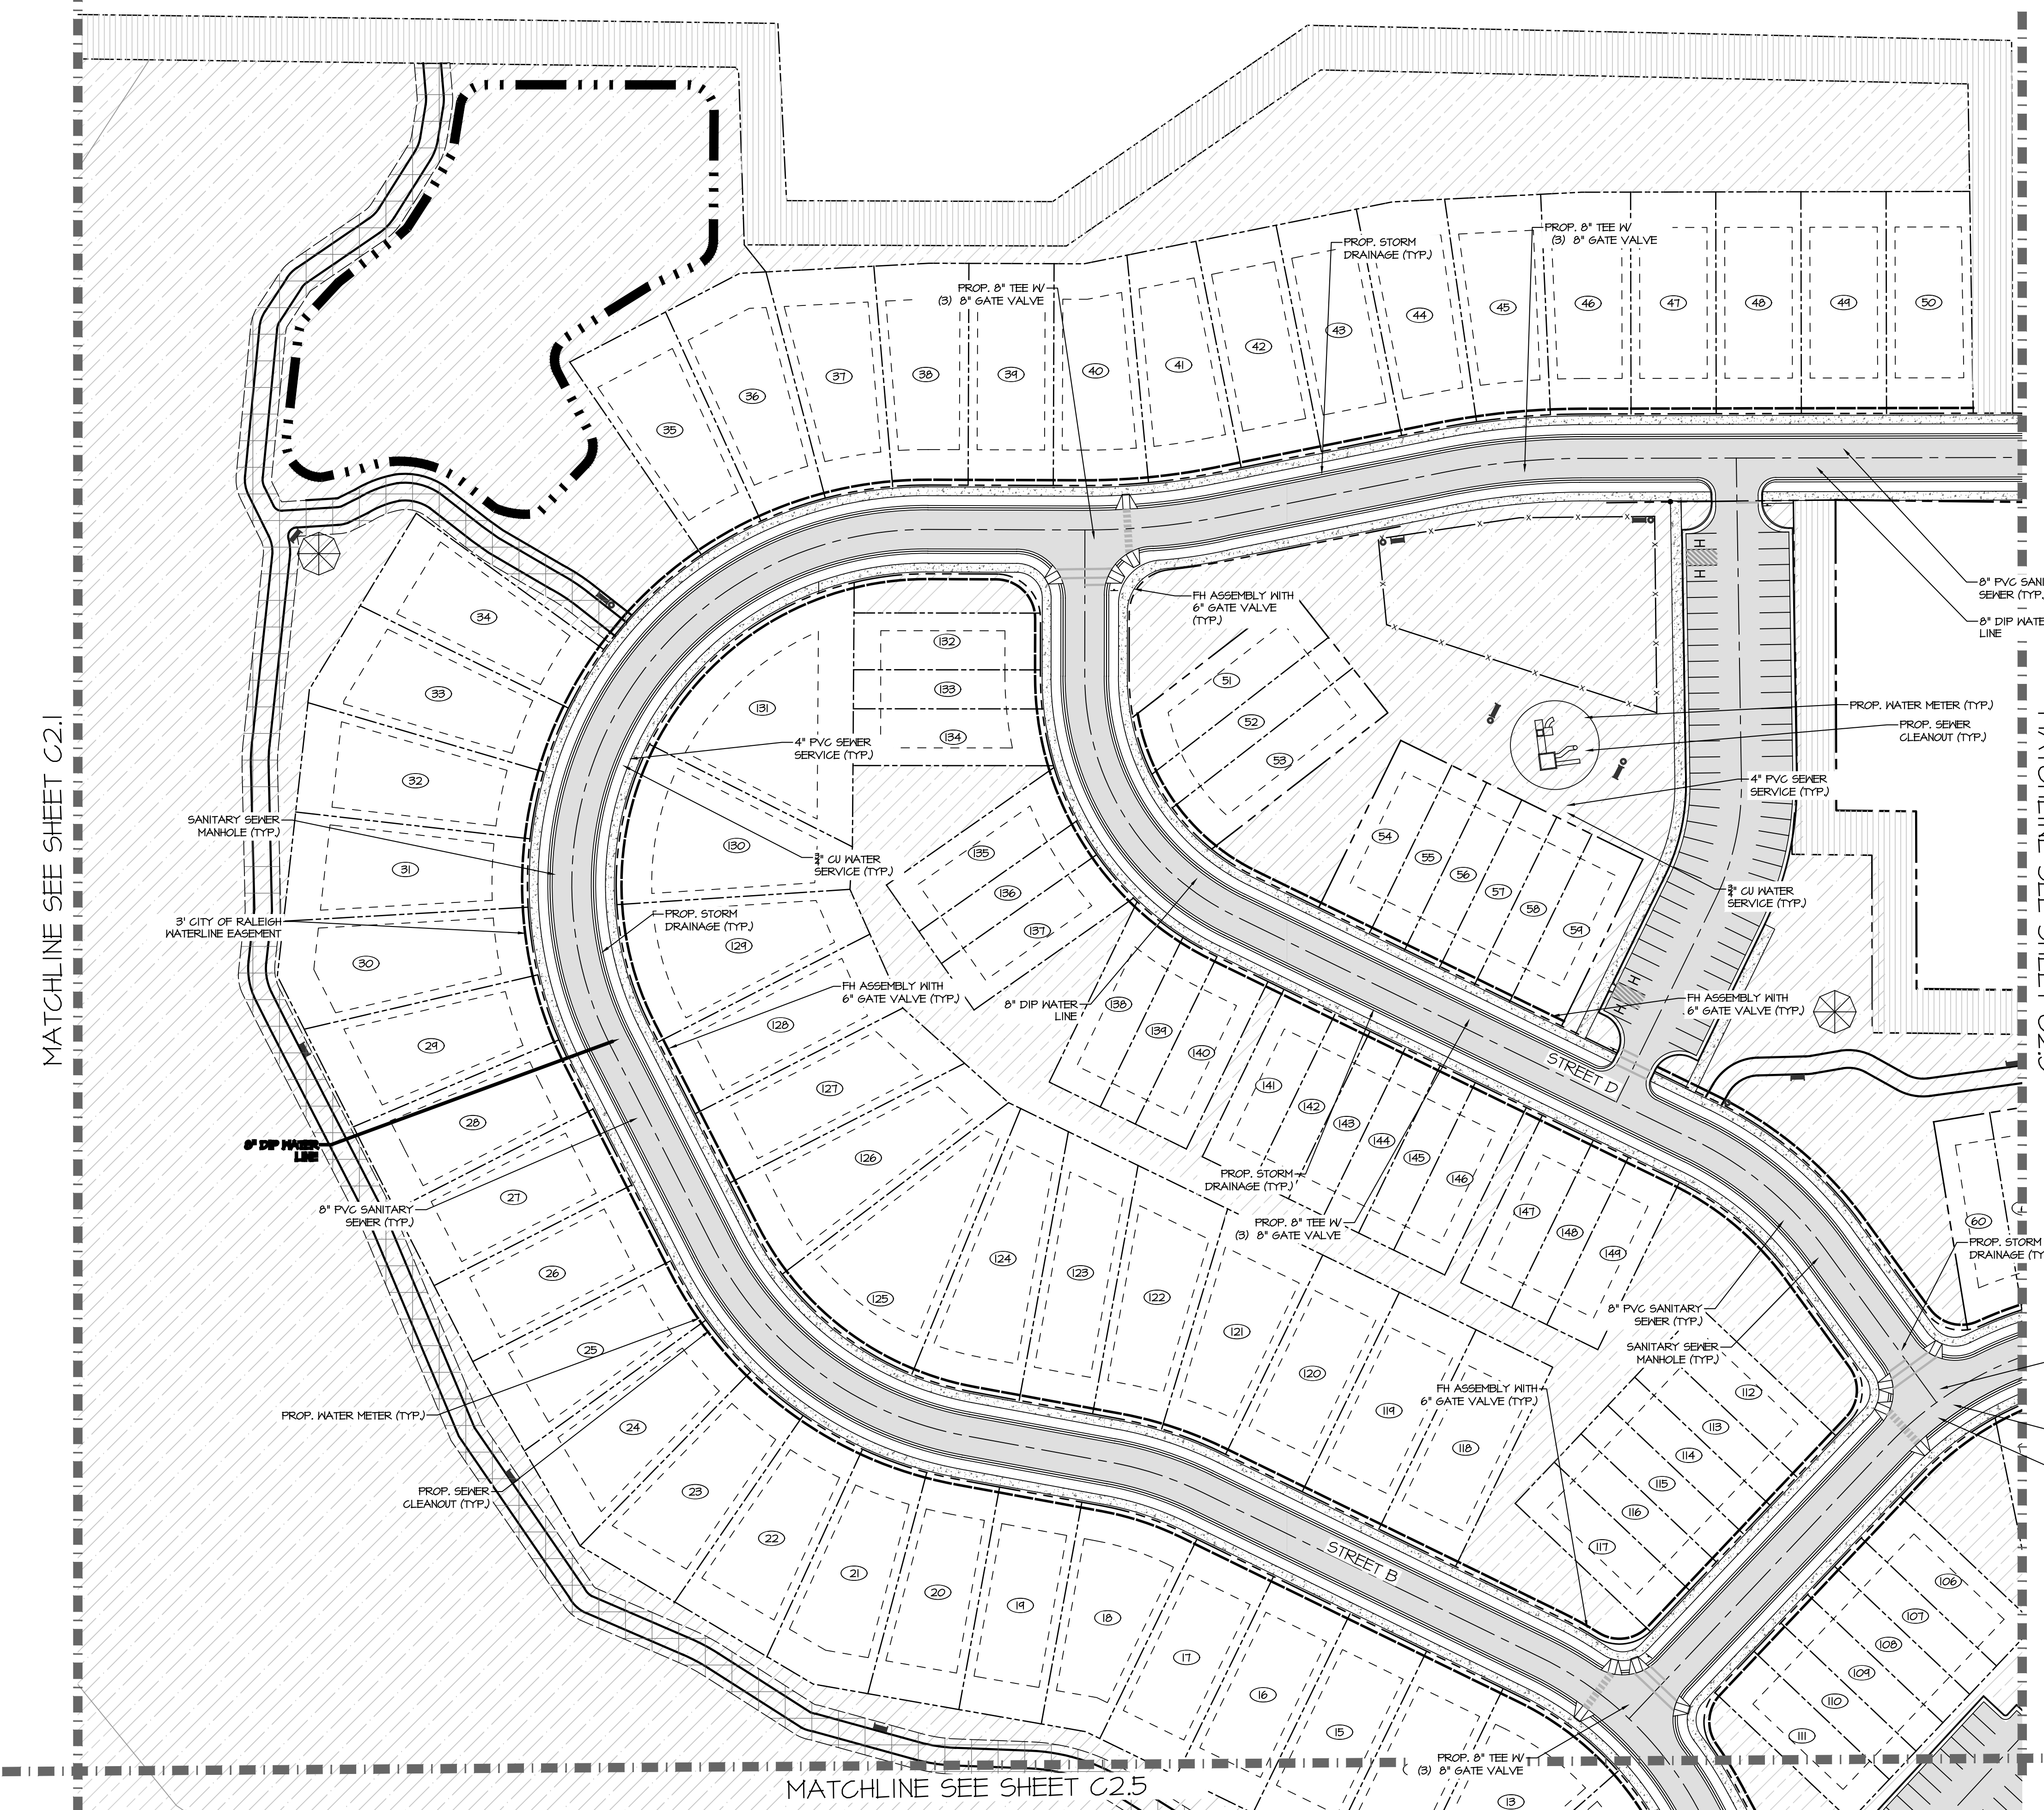 PROP. STORM
DRAINAGE (TYP.)
PROP. 8" TEE W/
(3) 8" GATE VALVE
PROP. 8" TEE W/
(3) 8" GATE VALVE
35
36
37
38
39
40
41
42
43
44
45
46
47
48
49
50
FH ASSEMBLY WITH
6" GATE VALVE
(TYP.)
H
H
8" PVC SANI
SEWER (TYP.
8" DIP WATE
LINE
34
33
32
31
30
29
28
27
26
25
24
23
22
21
20
19
18
17
16
15
13
132
133
134
131
130
129
128
127
126
125
124
123
122
121
120
119
118
51
52
53
54
55
56
57
58
59
60
135
136
137
138
139
140
141
142
143
144
145
146
147
148
149
112
113
114
115
116
117
106
107
108
109
110
111
PROP. WATER METER (TYP.)
PROP. SEWER
CLEANOUT (TYP.)
4" PVC SEWER
SERVICE (TYP.)
4" PVC SEWER
SERVICE (TYP.)
SANITARY SEWER
MANHOLE (TYP.)
¾" CU WATER
SERVICE (TYP.)
¾" CU WATER
SERVICE (TYP.)
3' CITY OF RALEIGH
WATERLINE EASEMENT
PROP. STORM
DRAINAGE (TYP.)
FH ASSEMBLY WITH
6" GATE VALVE (TYP.)
8" DIP WATER
LINE
H
H
FH ASSEMBLY WITH
6" GATE VALVE (TYP.)
STREET D
8" DIP WATER
LINE
PROP. STORM
DRAINAGE (TYP.)
8" PVC SANITARY
SEWER (TYP.)
PROP. 8" TEE W/
(3) 8" GATE VALVE
PROP. STORM
DRAINAGE (TY
8" PVC SANITARY
SEWER (TYP.)
SANITARY SEWER
MANHOLE (TYP.)
FH ASSEMBLY WITH
6" GATE VALVE (TYP.)
PROP. WATER METER (TYP.)
PROP. SEWER
CLEANOUT (TYP.)
STREET B
PROP. 8" TEE W/
(3) 8" GATE VALVE
MATCHLINE SEE SHEET C2.1
MATCHLINE SEE SHEET C2.5